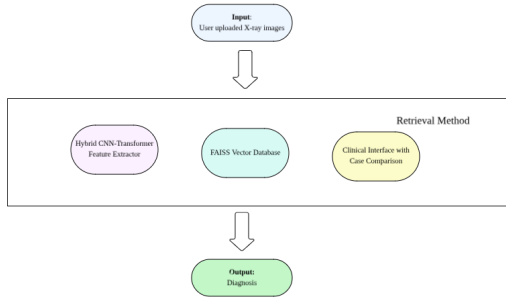 Input:
User uploaded X-ray images
Retrieval Method
Hybrid CNN-Transformer
Feature Extractor
FAISS Vector Database
Clinical Interface with
Case Comparison
Output:
Diagnosis